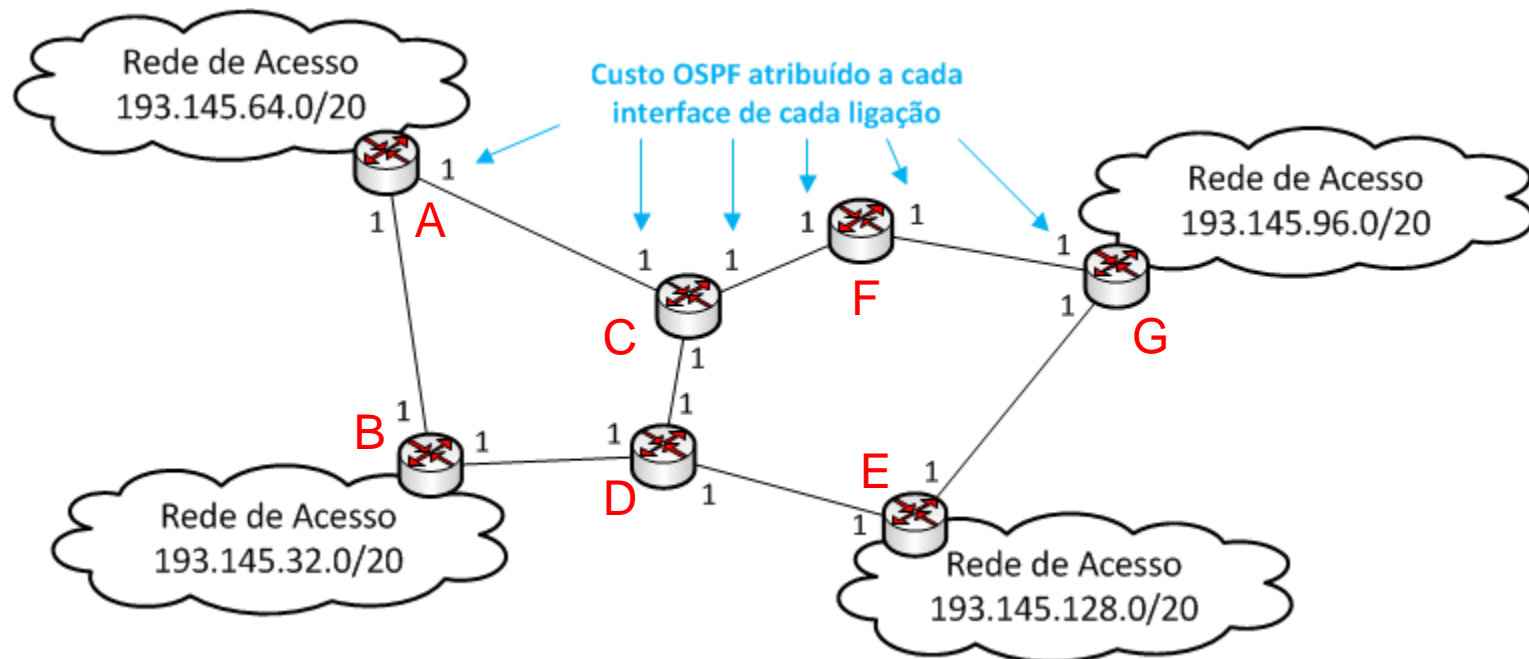 Rede de Acesso
193.145.64.0/20
Custo OSPF atribuído a cada
interface de cada ligação
Rede de Acesso
193.145.96.0/20
1
A
1
1
1
1
1
F
1
1
G
C
1
1
1
B
1
1
D
1
E
1
1
Rede de Acesso
193.145.32.0/20
Rede de Acesso
193.145.128.0/20